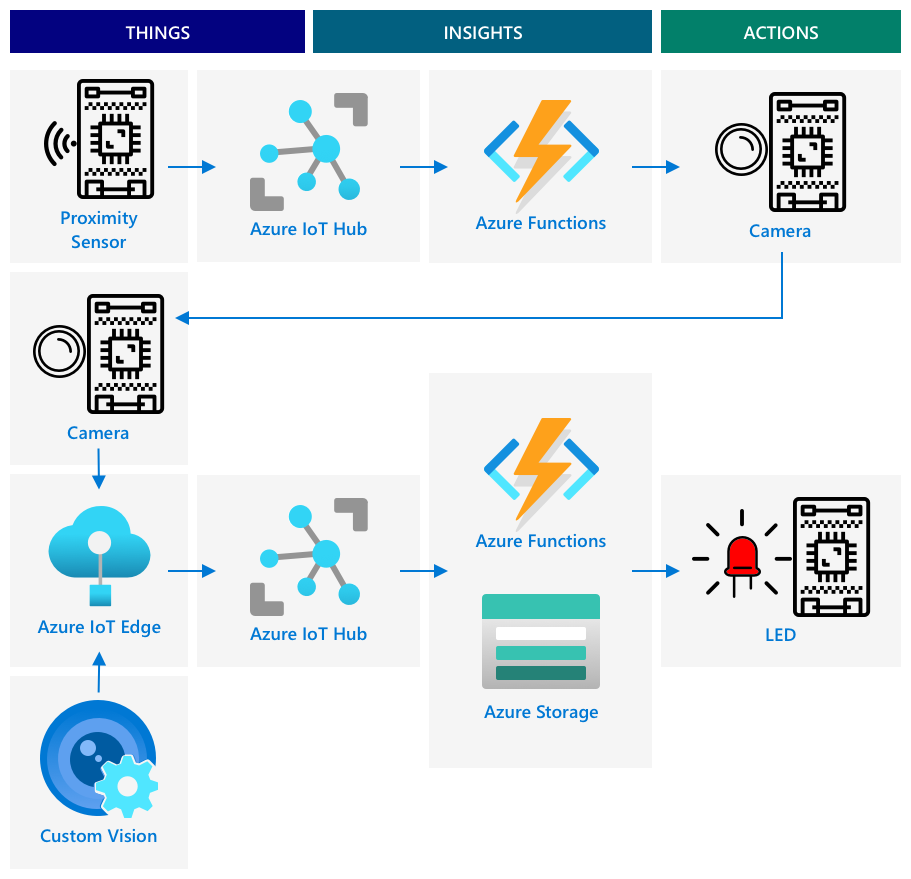 THINGS
INSIGHTS
ACTIONS
Proximity
Sensor
Azure IoT Hub
Azure Functions
Camera
Camera
Azure IoT Edge
Azure IoT Hub
Azure Functions
Azure Storage
LED
Custom Vision